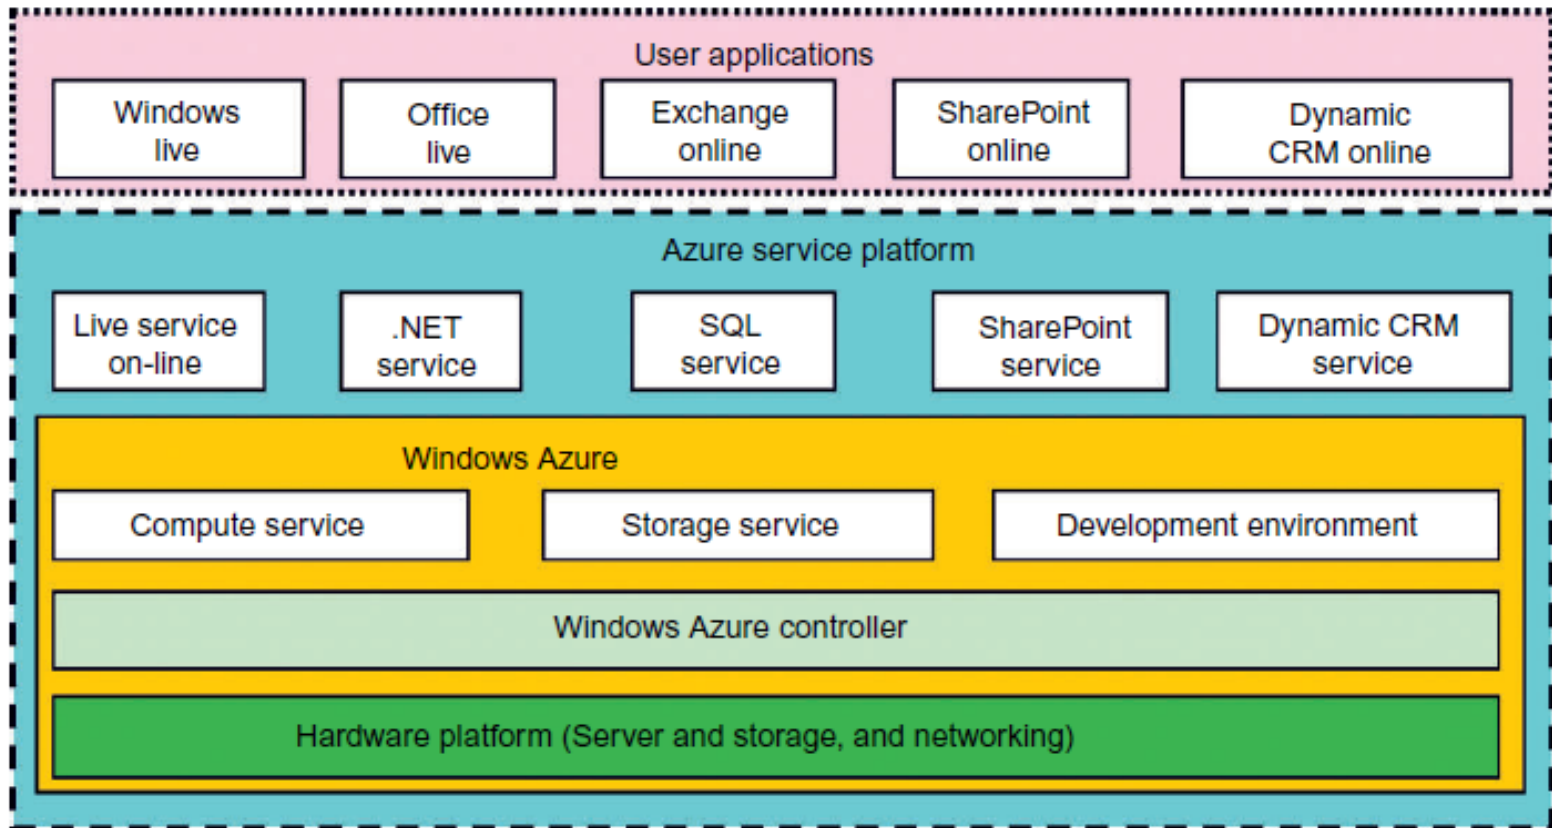 User applications
Windows
live
Office
live
Exchange
online
SharePoint
online
Dynamic
CRM online
Azure service platform
Live service
on-line
.NET
service
SQL
service
SharePoint
service
Dynamic CRM
service
Windows Azure
Compute service
Storage service
Development environment
Windows Azure controller
Hardware platform (Server and storage, and networking)